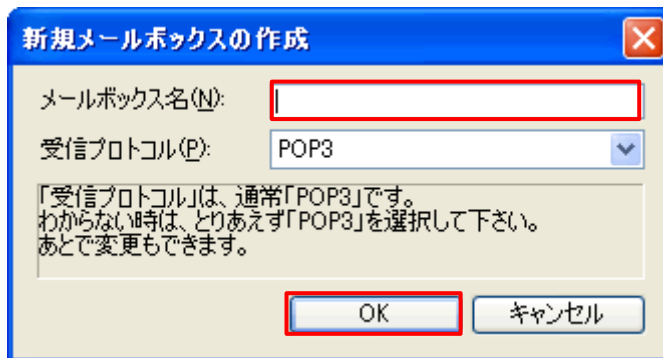 新規メールボックスの作成
メールボックス名(N):
受信プロトコル(P): POP3
「受信プロトコル」は、通常「POP3」です。
わからない時は、とりあえず「POP3」を選択して下さい。
あとで変更もできます。
OK キャンセル